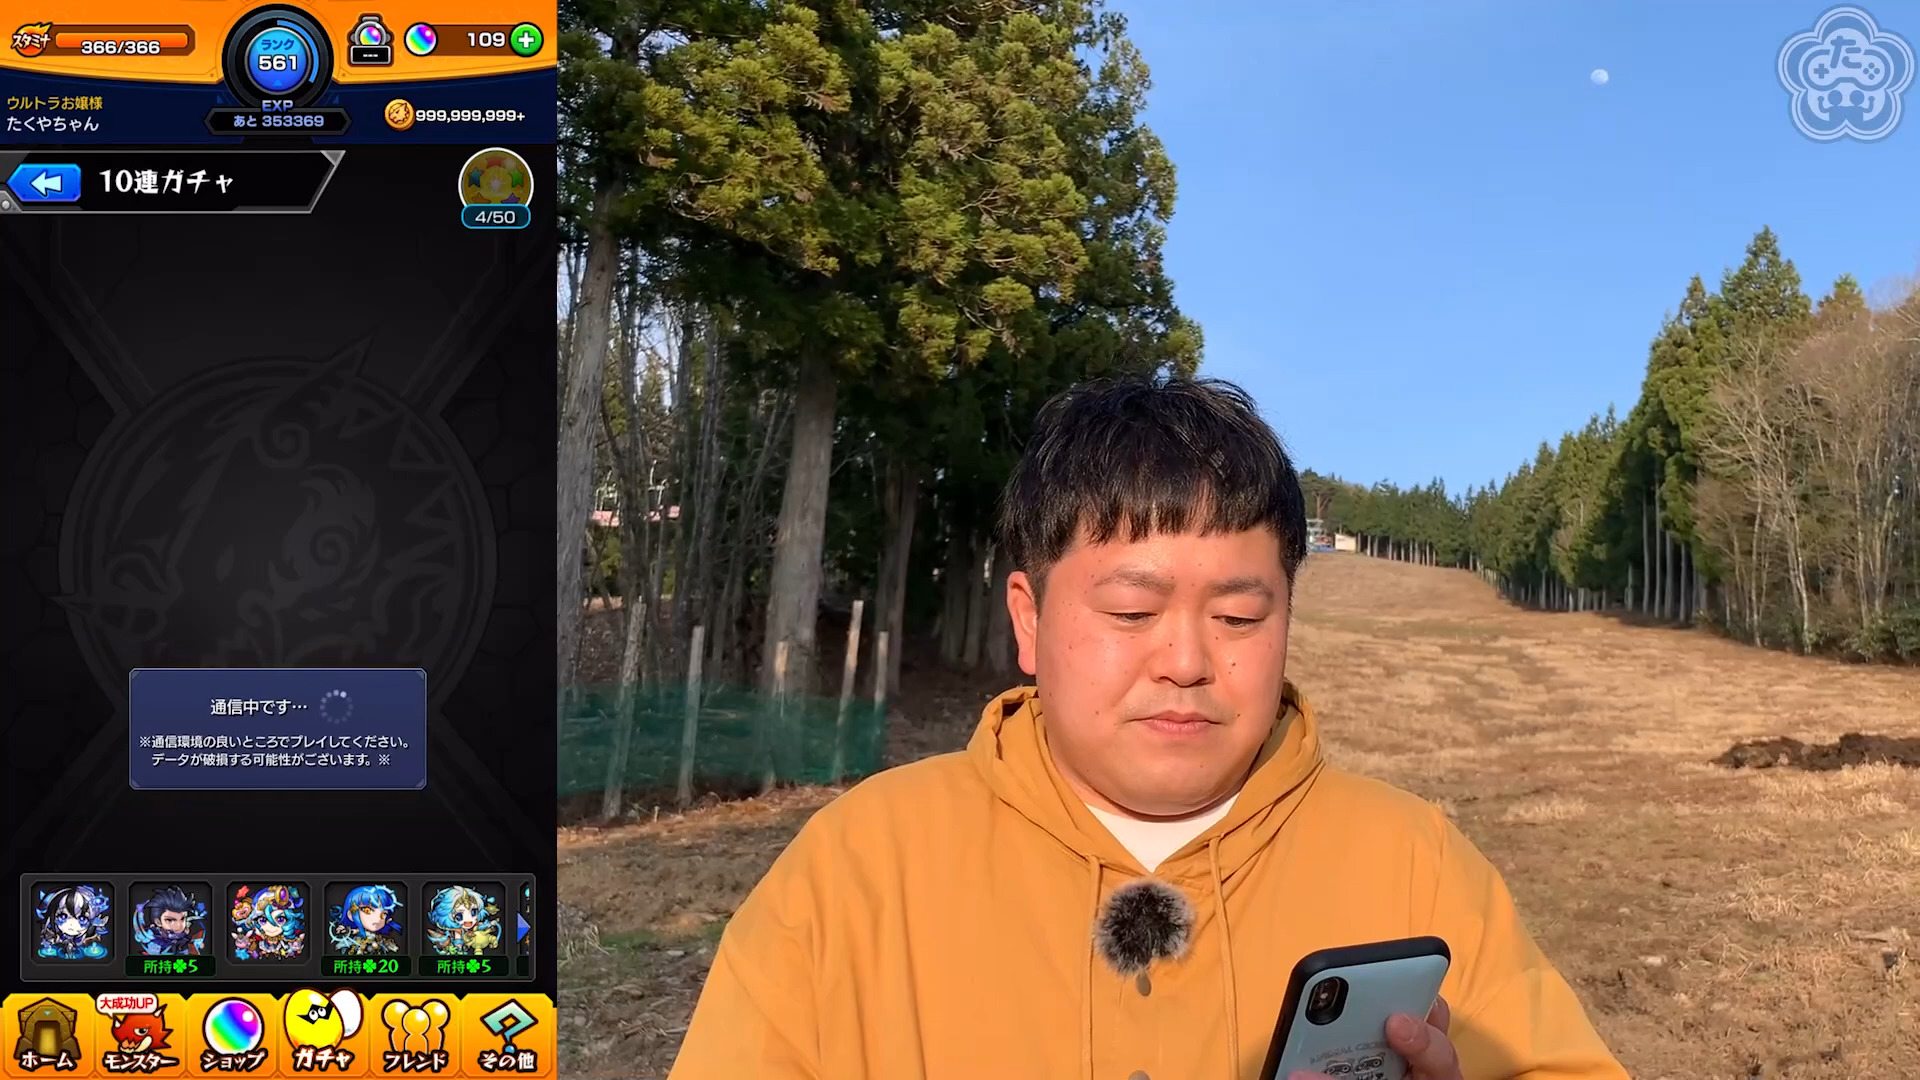 スタミナ
366/366
ランク
561
EXP
あと 353369
---
109
999,999,999+
ウルトラお嬢様
たくやちゃん
10連ガチャ
4/50
通信中です…
※通信環境の良いところでプレイしてください。
データが破損する可能性がございます。※
所持 5
所持 20
所持 5
大成功UP
ホーム
モンスター
ショップ
ガチャ
フレンド
その他
た